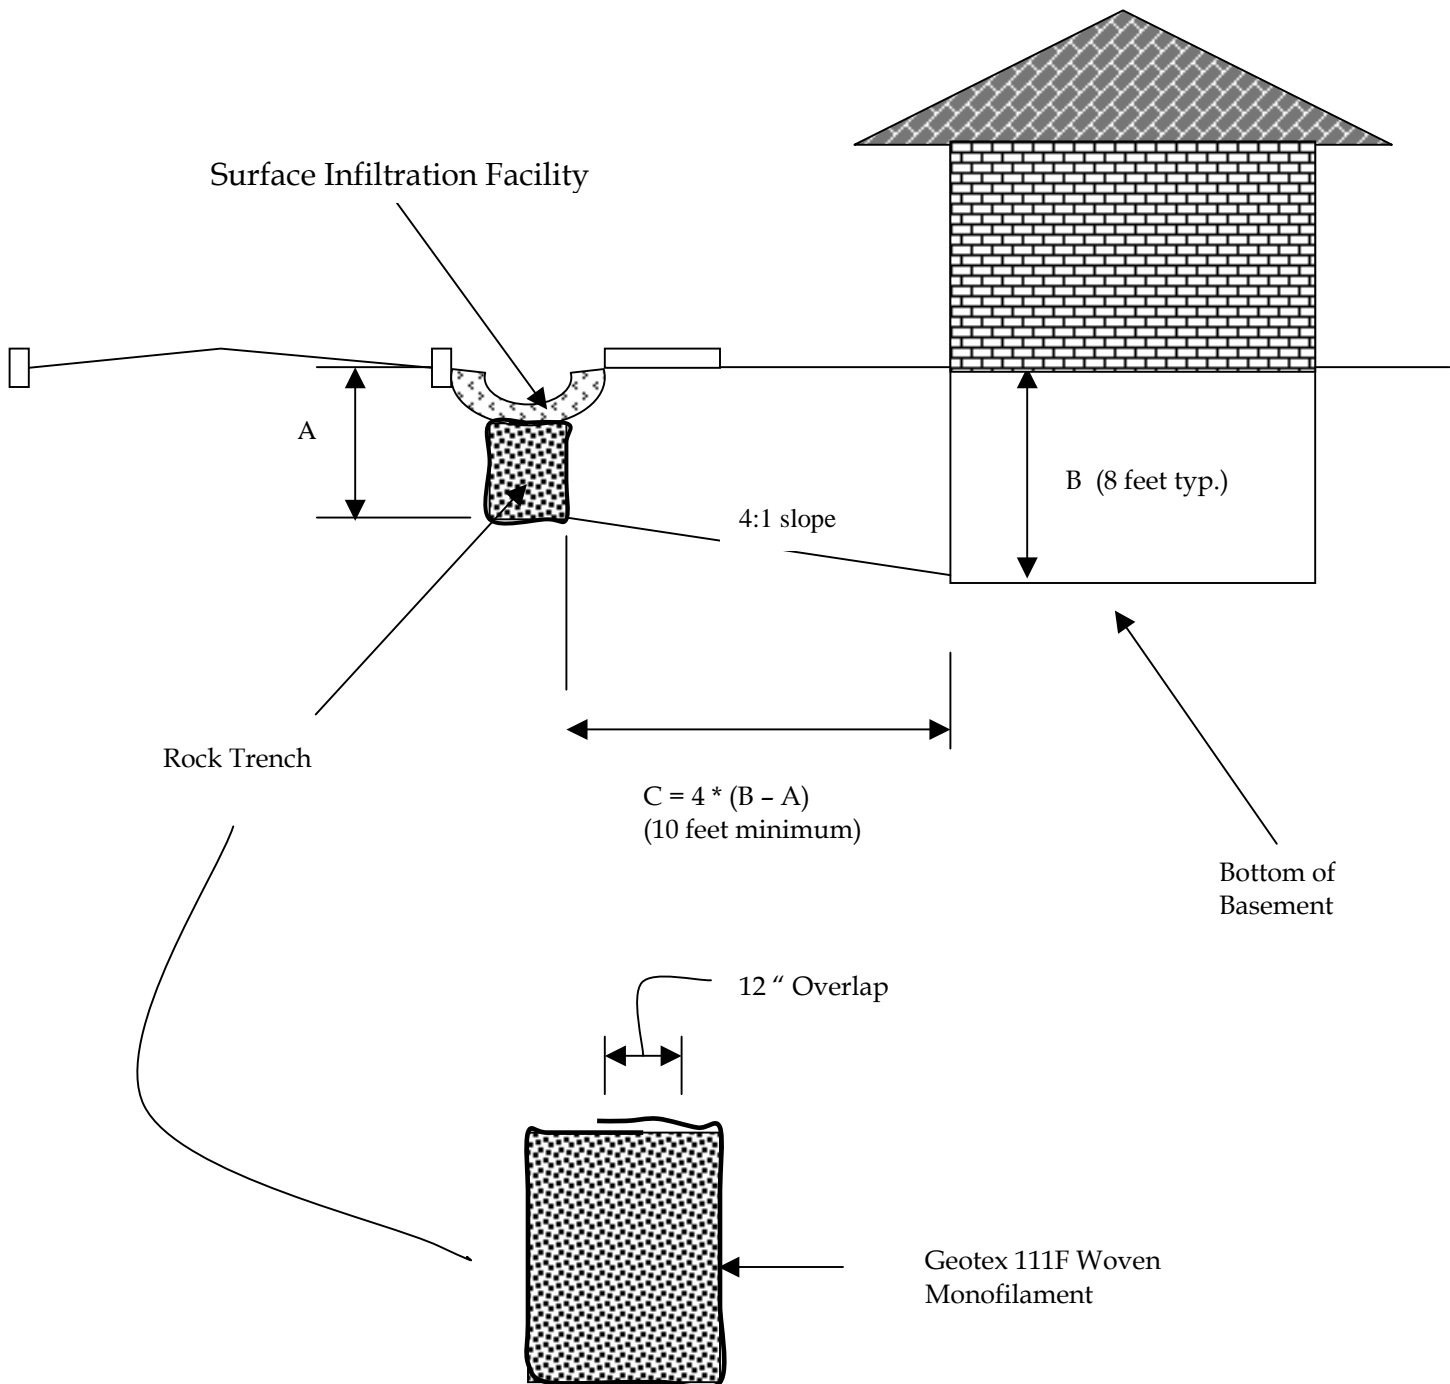 Surface Infiltration Facility
A
B (8 feet typ.)
4:1 slope
Rock Trench
C = 4 * (B – A)
(10 feet minimum)
Bottom of
Basement
12 “ Overlap
Geotex 111F Woven
Monofilament